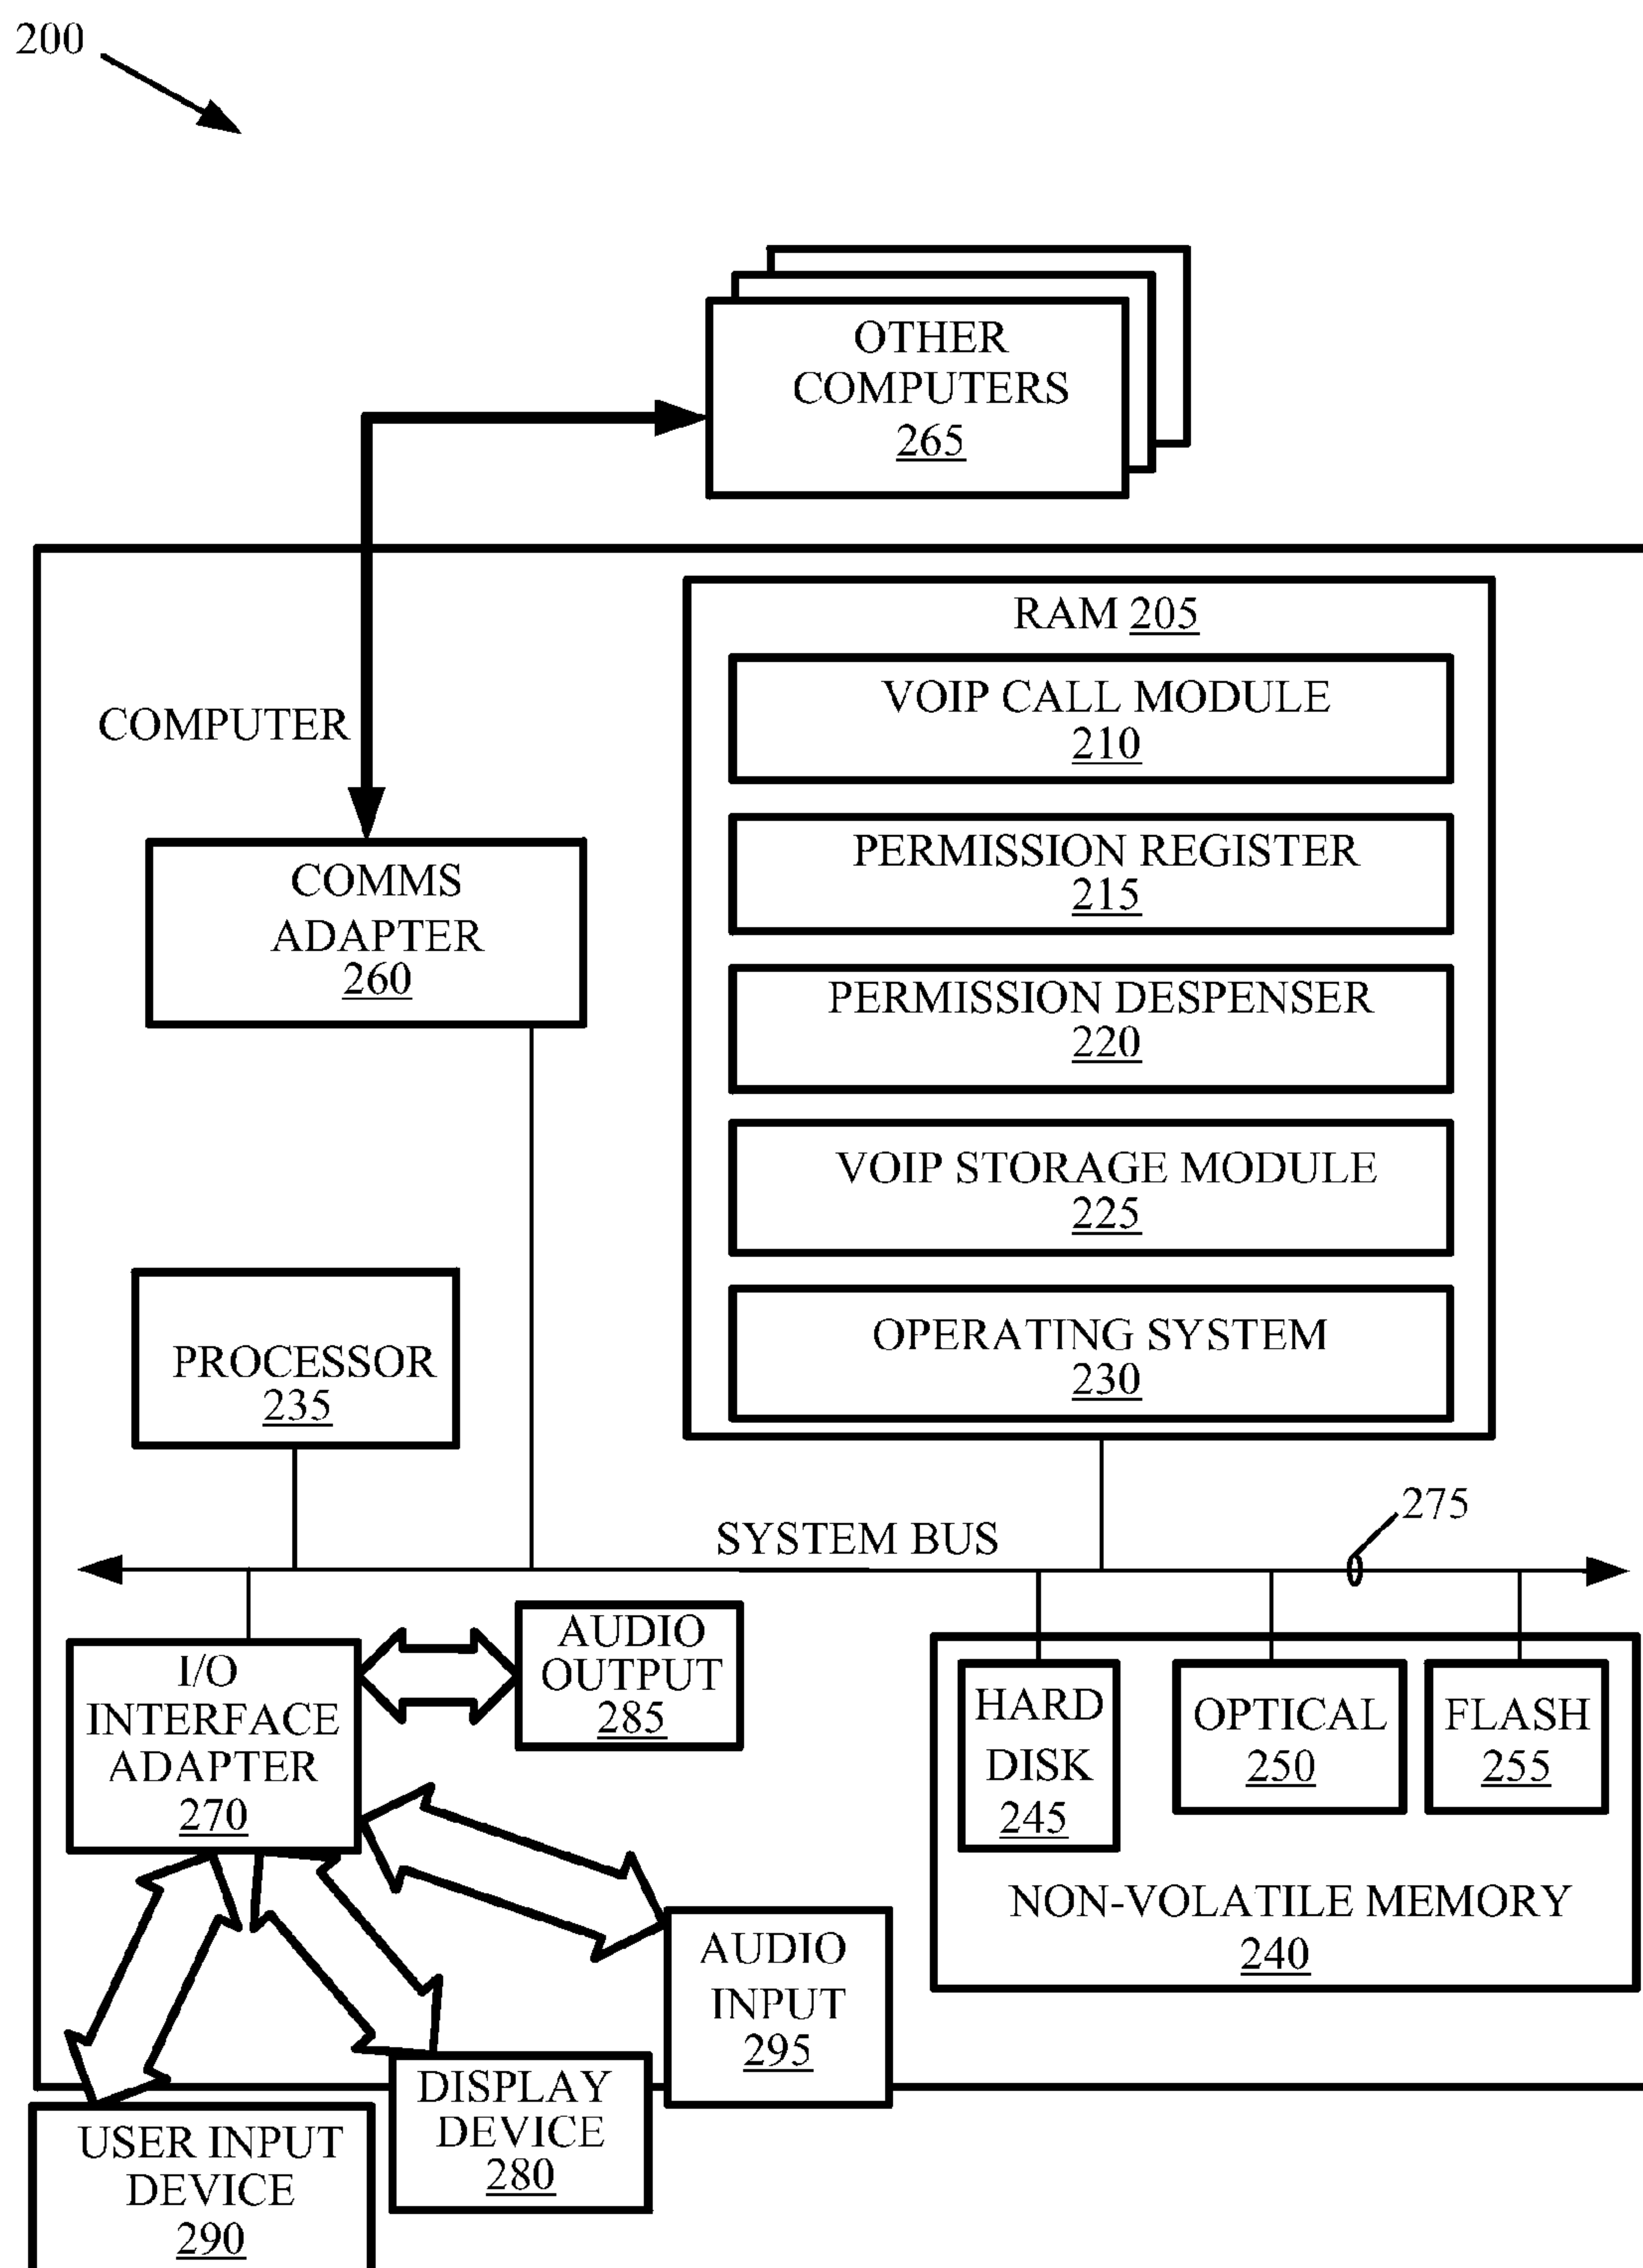 200
OTHER
COMPUTERS
265
RAM 205
VOIP CALL MODULE
210
COMPUTER
PERMISSION REGISTER
215
COMMS
ADAPTER
260
PERMISSION DESPENSER
220
VOIP STORAGE MODULE
225
OPERATING SYSTEM
230
PROCESSOR
235
275
SYSTEM BUS
AUDIO
OUTPUT
285
I/O
INTERFACE
ADAPTER
270
HARD
DISK
245
OPTICAL
250
FLASH
255
NON-VOLATILE MEMORY
240
AUDIO
INPUT
295
DISPLAY
DEVICE
280
USER INPUT
DEVICE
290